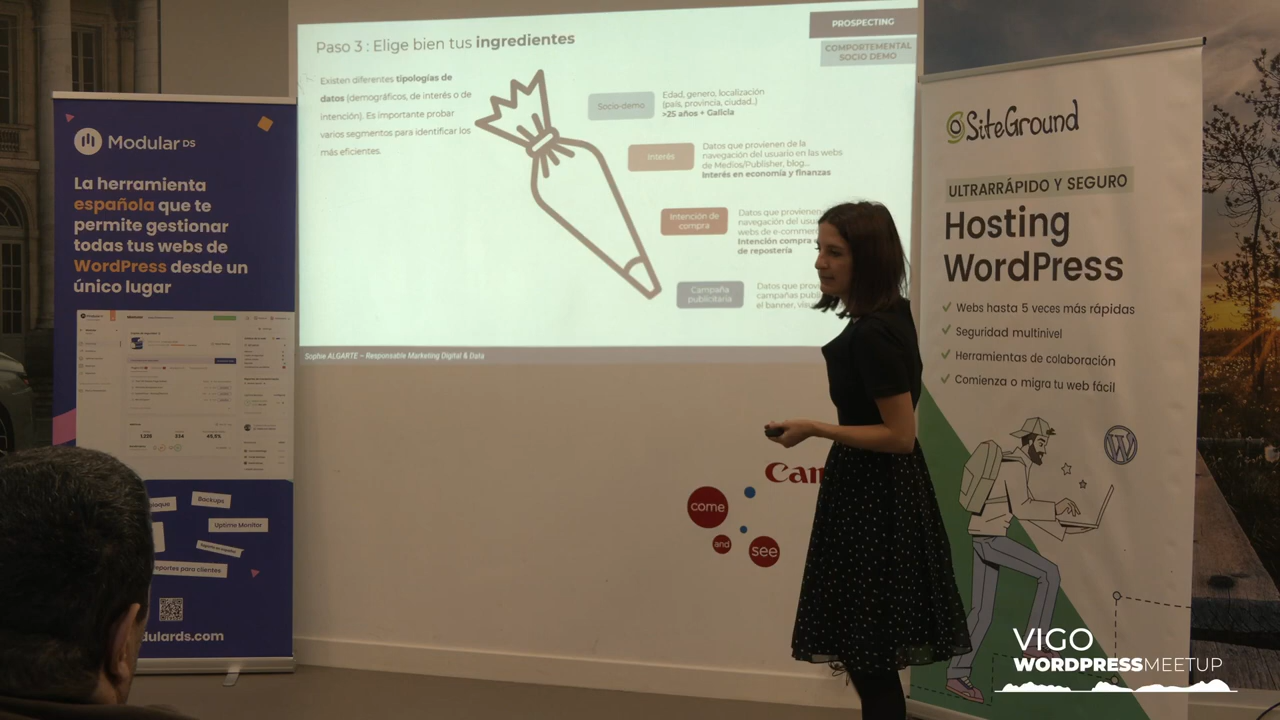 Paso 3 : Elige bien tus ingredientes
PROSPECTING
COMPORTEMENTAL
SOCIO DEMO
Existen diferentes tipologías de
datos (demográficos, de interés o de
intención). Es importante probar
varios segmentos para identificar los
más eficientes.
Socio-demo
Edad, genero, localización
(país, provincia, ciudad..)
>25 años + Galicia
Interés
Datos que provienen de la
navegación del usuario en las webs
de Medios/Publisher, blog...
Interés en economía y finanzas
Intención de
compra
Datos que provienen
navegación del
webs de
Intención compra
de repostería
Campaña
publicitaria
Datos que
campañas
el banner,
Sophie ALGARTE – Responsable Marketing Digital & Data
Modular DS
La herramienta
española que te
permite gestionar
todas tus webs de
WordPress desde un
único lugar
Backups
Uptime Monitor
eportes para clientes
dulards.com
SiteGround
ULTRARRÁPIDO Y SEGURO
Hosting
WordPress
Webs hasta 5 veces más rápidas
Seguridad multinivel
Herramientas de colaboración
Comienza o migra tu web fácil
come
and
see
VIGO
WORDPRESSMEETUP